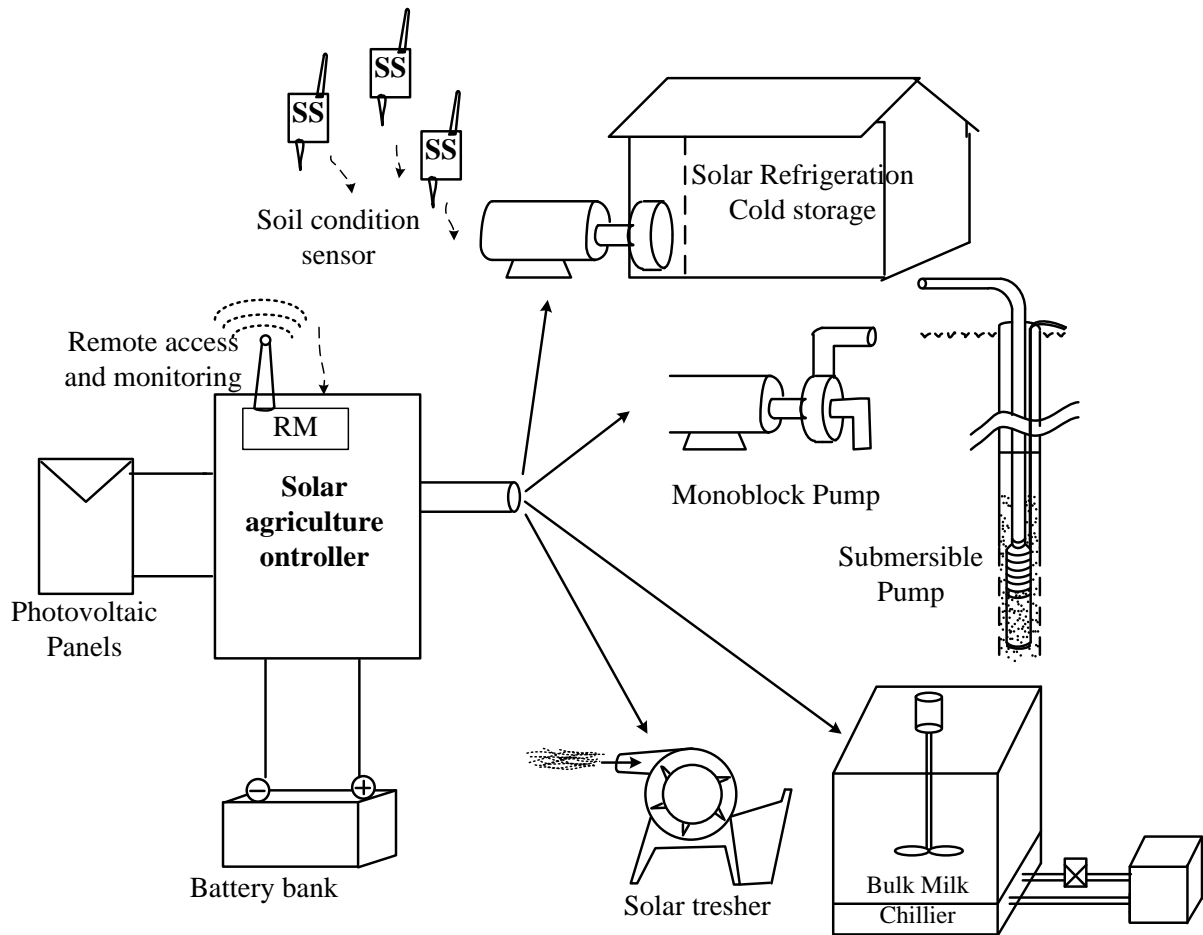 SS
SS
SS
Soil condition
sensor
Solar Refrigeration
Cold storage
Remote access
and monitoring
RM
Solar
agriculture
ontroller
Photovoltaic
Panels
Battery bank
Monoblock Pump
Submersible
Pump
Solar tresher
Bulk Milk
Chillier